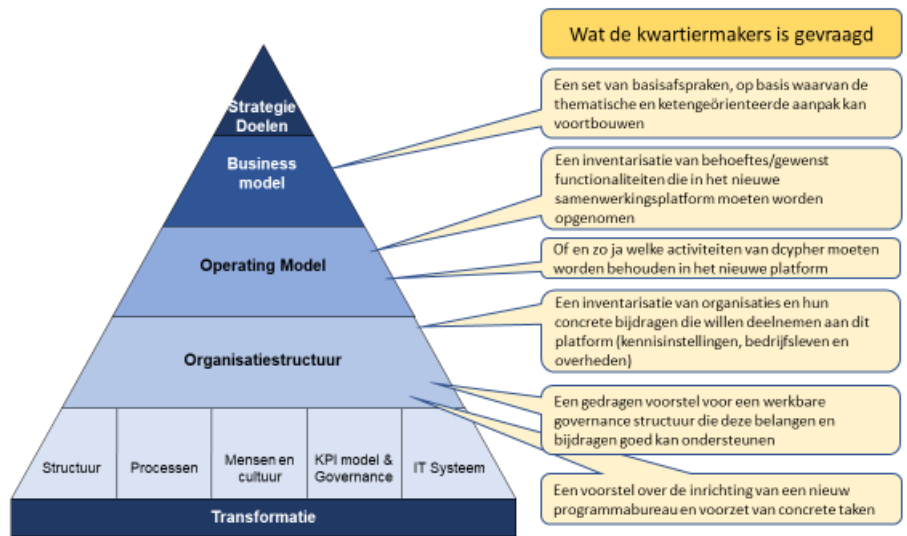 Wat de kwartiermakers is gevraagd
Strategie
Doelen
Business
model
Operating Model
Organisatiestructuur
Structuur
Processen
Mensen en
cultuur
KPI model &
Governance
IT Systeem
Transformatie
Een set van basisafspraken, op basis waarvan de
thematische en ketengeörienteerde aanpak kan
voortbouwen
Een inventarisatie van behoeftes/gewenst
functionaliteiten die in het nieuwe
samenwerkingsplatform moeten worden
opgenomen
Of en zo ja welke activiteiten van dcypher moeten
worden behouden in het nieuwe platform
Een inventarisatie van organisaties en hun
concrete bijdragen die willen deelnemen aan dit
platform (kennisinstellingen, bedrijfsleven en
overheden)
Een gedragen voorstel voor een werkbare
governance structuur die deze belangen en
bijdragen goed kan ondersteunen
Een voorstel over de inrichting van een nieuw
programmabureau en voorzet van concrete taken